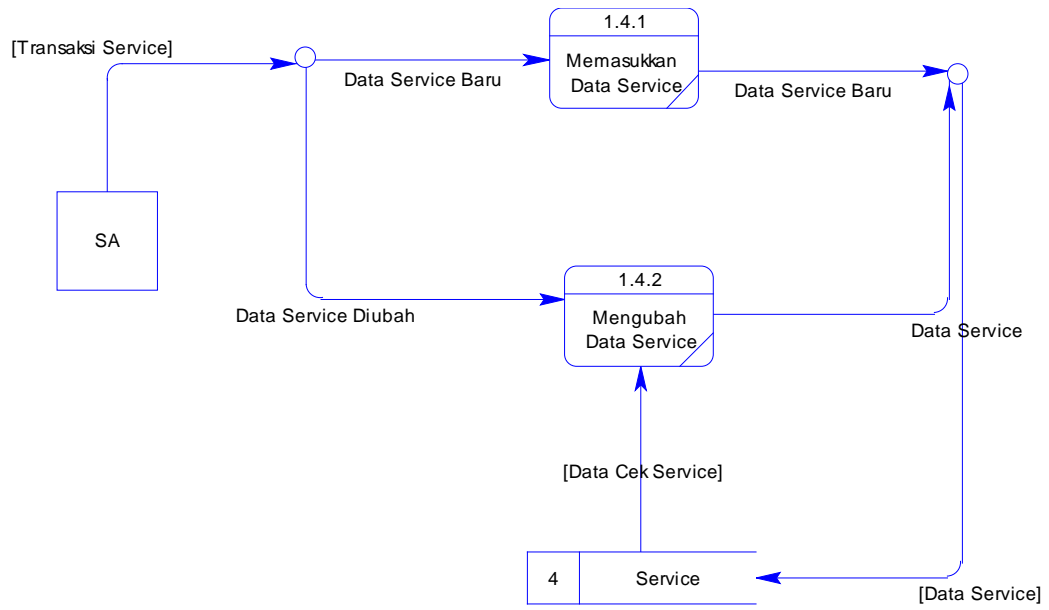 1.4.1
[Transaksi Service]
Memasukkan
Data Service
Data Service Baru
Data Service Baru
SA
1.4.2
Data Service Diubah
Mengubah
Data Service
Data Service
[Data Cek Service]
4
Service
[Data Service]